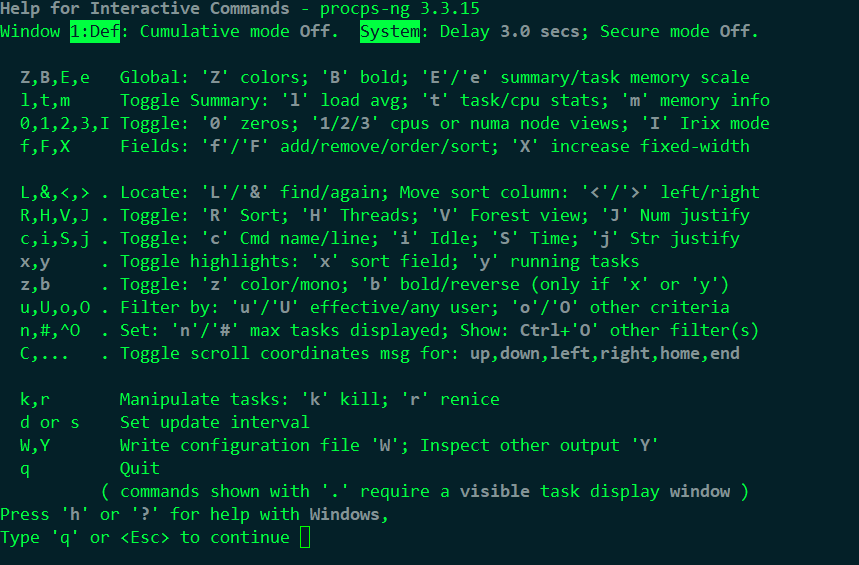 Help for Interactive Commands - procps-ng 3.3.15
Window 1:Def: Cumulative mode Off.  System: Delay 3.0 secs; Secure mode Off.

  Z,B,E,e   Global: 'Z' colors; 'B' bold; 'E'/'e' summary/task memory scale
  l,t,m     Toggle Summary: 'l' load avg; 't' task/cpu stats; 'm' memory info
  0,1,2,3,I Toggle: '0' zeros; '1/2/3' cpus or numa node views; 'I' Irix mode
  f,F,X     Fields: 'f'/'F' add/remove/order/sort; 'X' increase fixed-width

  L,&,<,> . Locate: 'L'/'&' find/again; Move sort column: '<'/'>' left/right
  R,H,V,J . Toggle: 'R' Sort; 'H' Threads; 'V' Forest view; 'J' Num justify
  c,i,S,j . Toggle: 'c' Cmd name/line; 'i' Idle; 'S' Time; 'j' Str justify
  x,y     . Toggle highlights: 'x' sort field; 'y' running tasks
  z,b     . Toggle: 'z' color/mono; 'b' bold/reverse (only if 'x' or 'y')
  u,U,o,O . Filter by: 'u'/'U' effective/any user; 'o'/'O' other criteria
  n,#,^O  . Set: 'n'/'#' max tasks displayed; Show: Ctrl+'O' other filter(s)
  C,...   . Toggle scroll coordinates msg for: up,down,left,right,home,end

  k,r       Manipulate tasks: 'k' kill; 'r' renice
  d or s    Set update interval
  W,Y       Write configuration file 'W'; Inspect other output 'Y'
  q         Quit
          ( commands shown with '.' require a visible task display window )
Press 'h' or '?' for help with Windows,
Type 'q' or <Esc> to continue